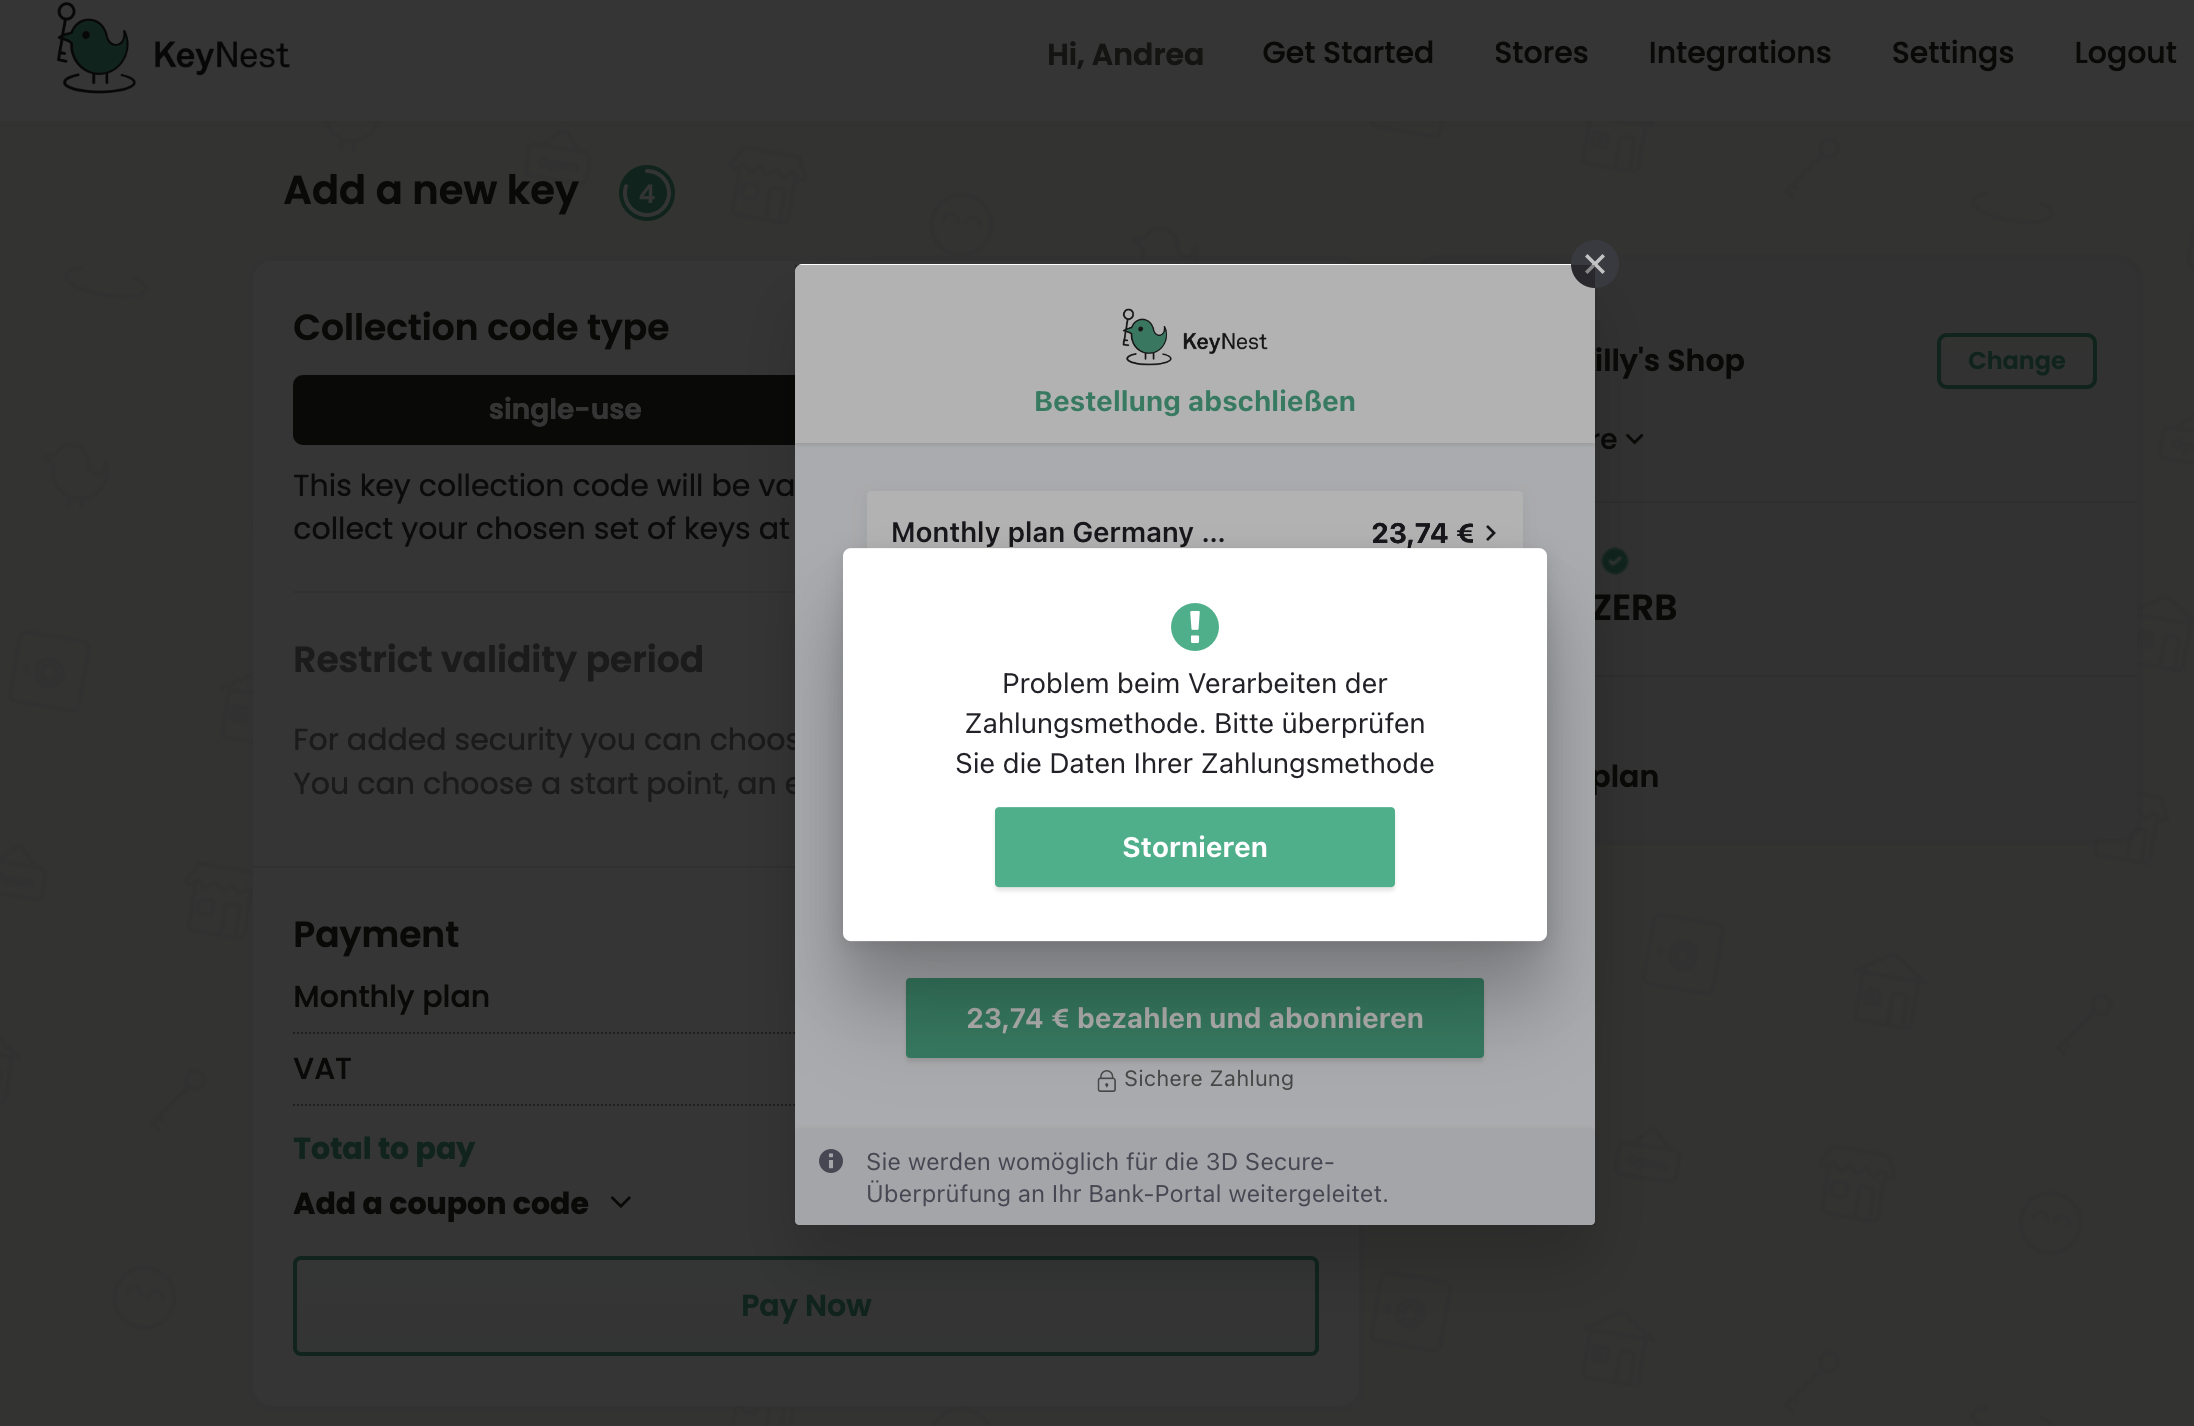 KeyNest
Hi, Andrea
Get Started
Stores
Integrations
Settings
Logout
Add a new key
4
Collection code type
single-use
This key collection code will be va
collect your chosen set of keys at
Restrict validity period
For added security you can choos
You can choose a start point, an e
Payment
Monthly plan
VAT
Total to pay
Add a coupon code
Pay Now
KeyNest
Bestellung abschließen
Monthly plan Germany ...
23,74 €
Problem beim Verarbeiten der
Zahlungsmethode. Bitte überprüfen
Sie die Daten Ihrer Zahlungsmethode
Stornieren
23,74 € bezahlen und abonnieren
Sichere Zahlung
Sie werden womöglich für die 3D Secure-
Überprüfung an Ihr Bank-Portal weitergeleitet.
illy's Shop
Change
re
ZERB
plan